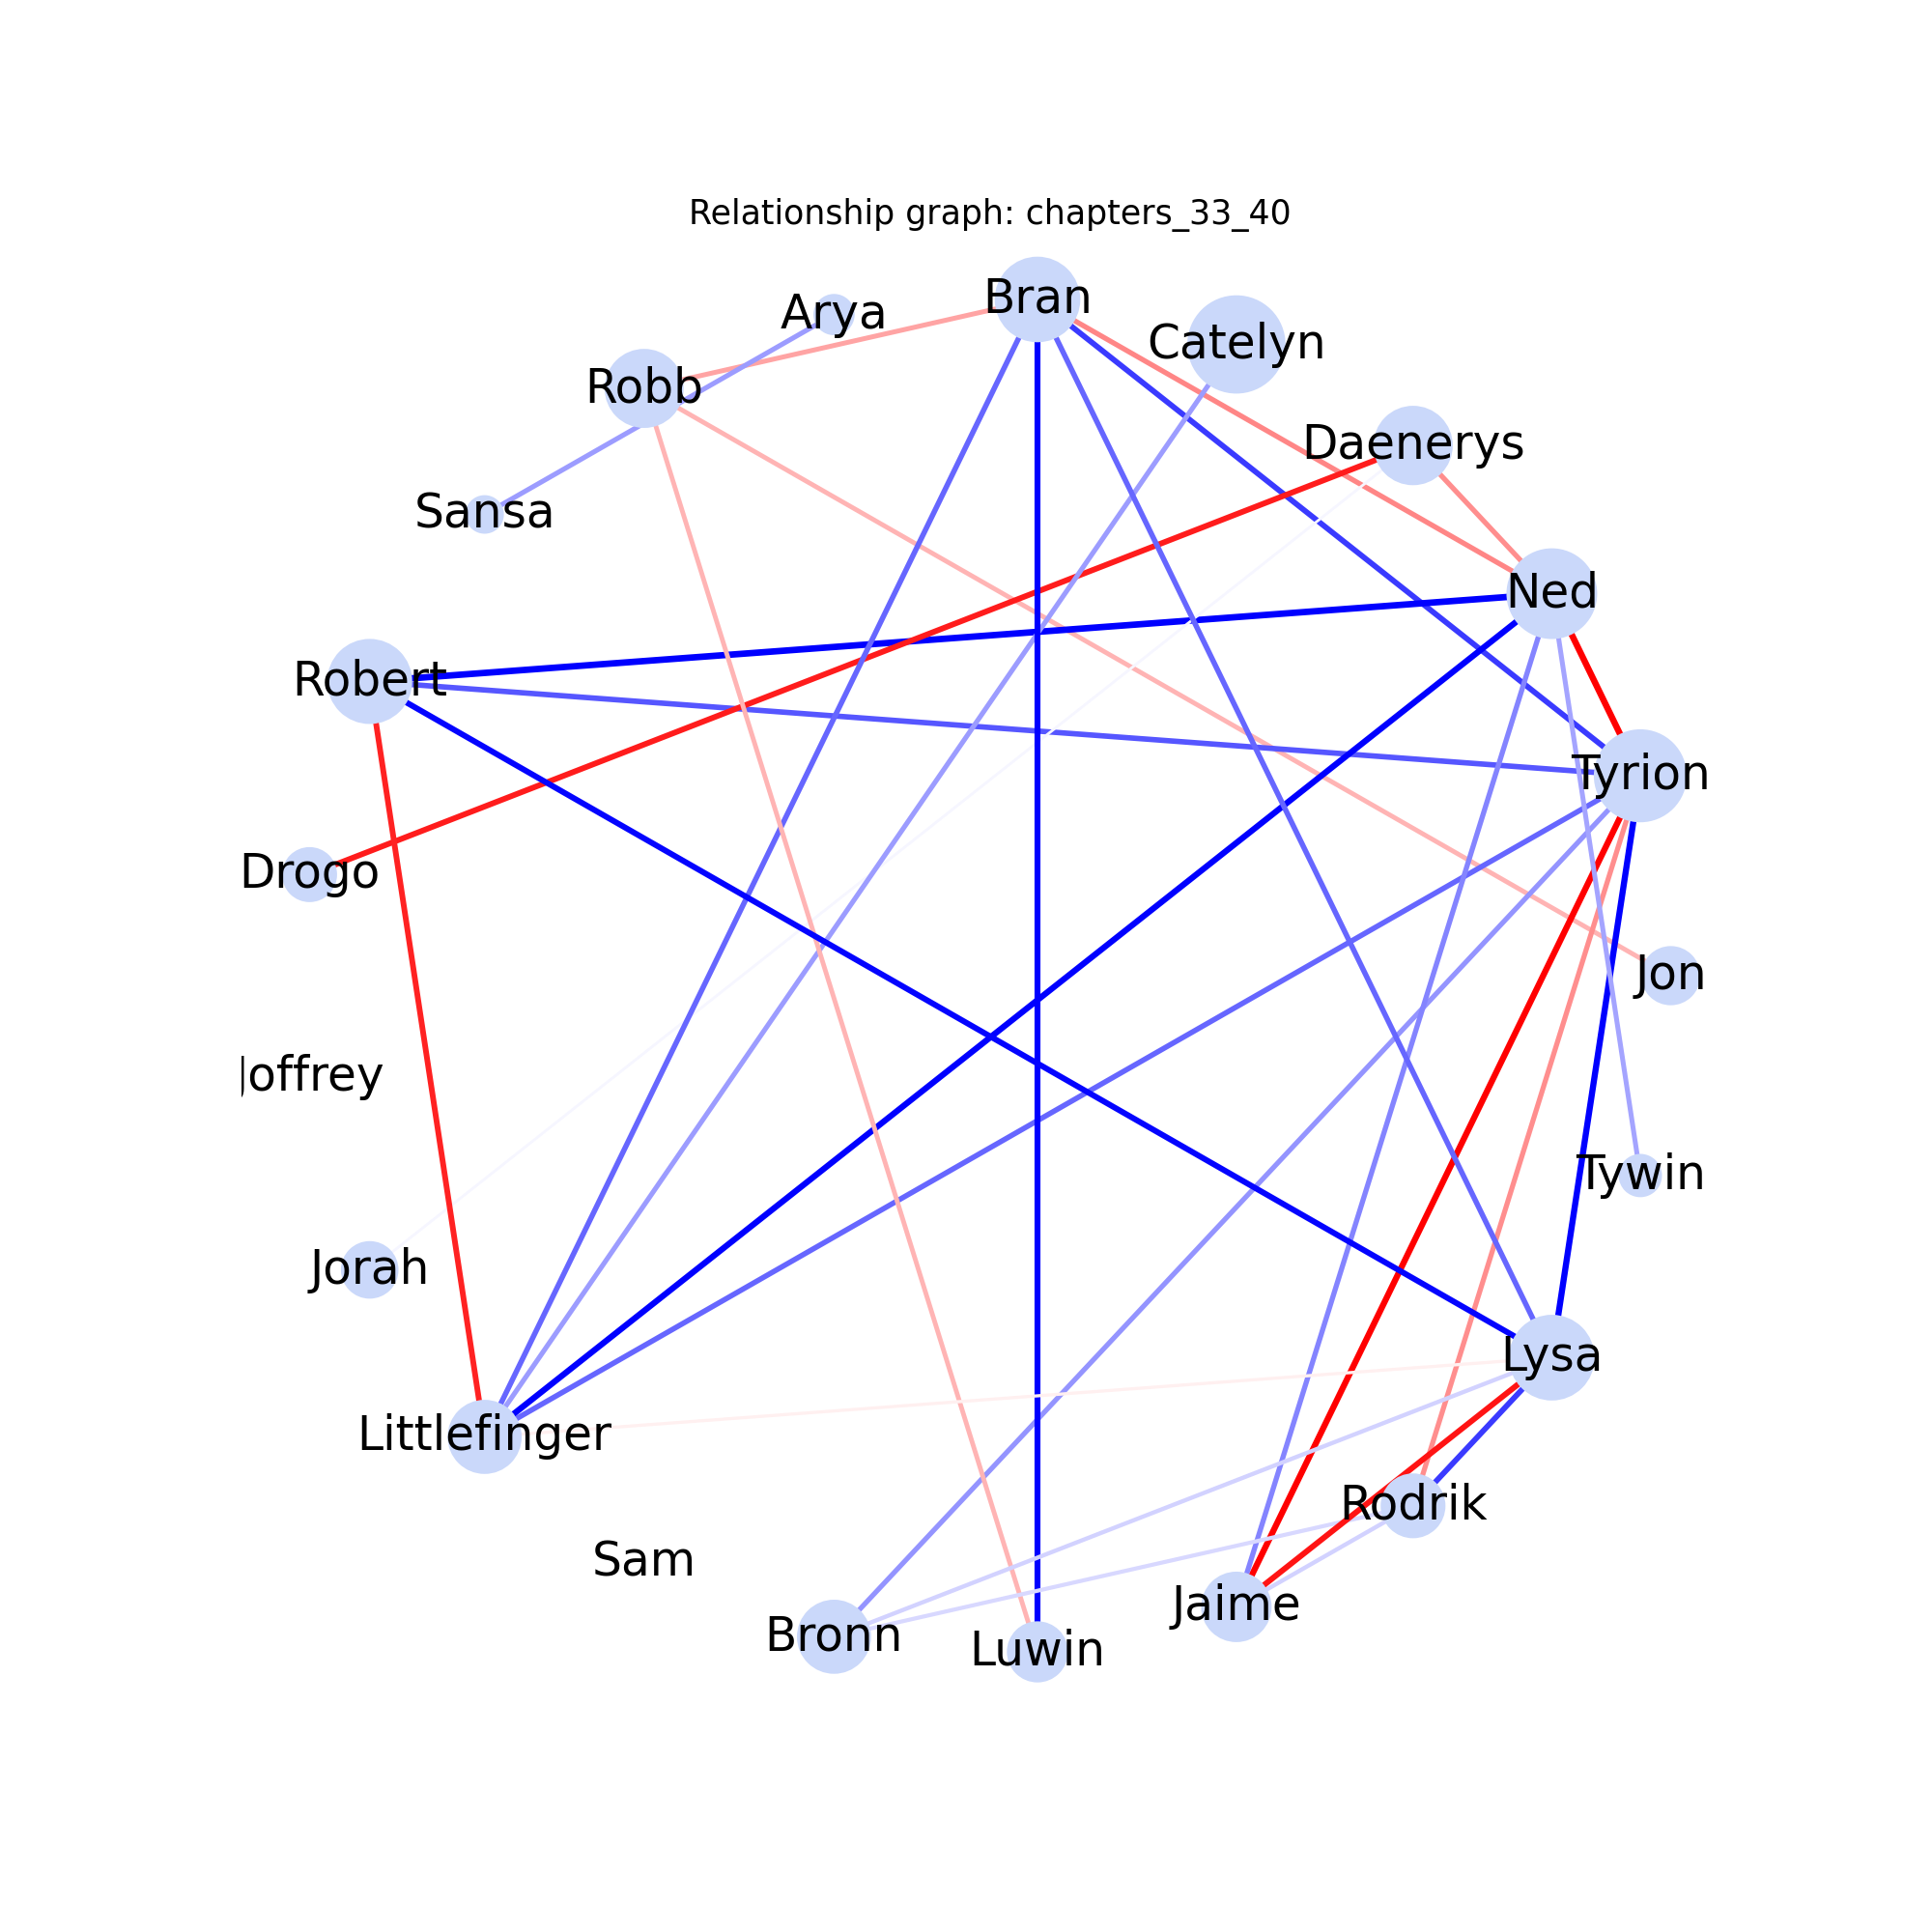 Relationship graph: chapters_33_40
Bran
Arya
Catelyn
Robb
Daenerys
Sansa
Ned
Robert
Tyrion
Drogo
Jon
Joffrey
Tywin
Jorah
Lysa
Littlefinger
Rodrik
Sam
Jaime
Bronn
Luwin